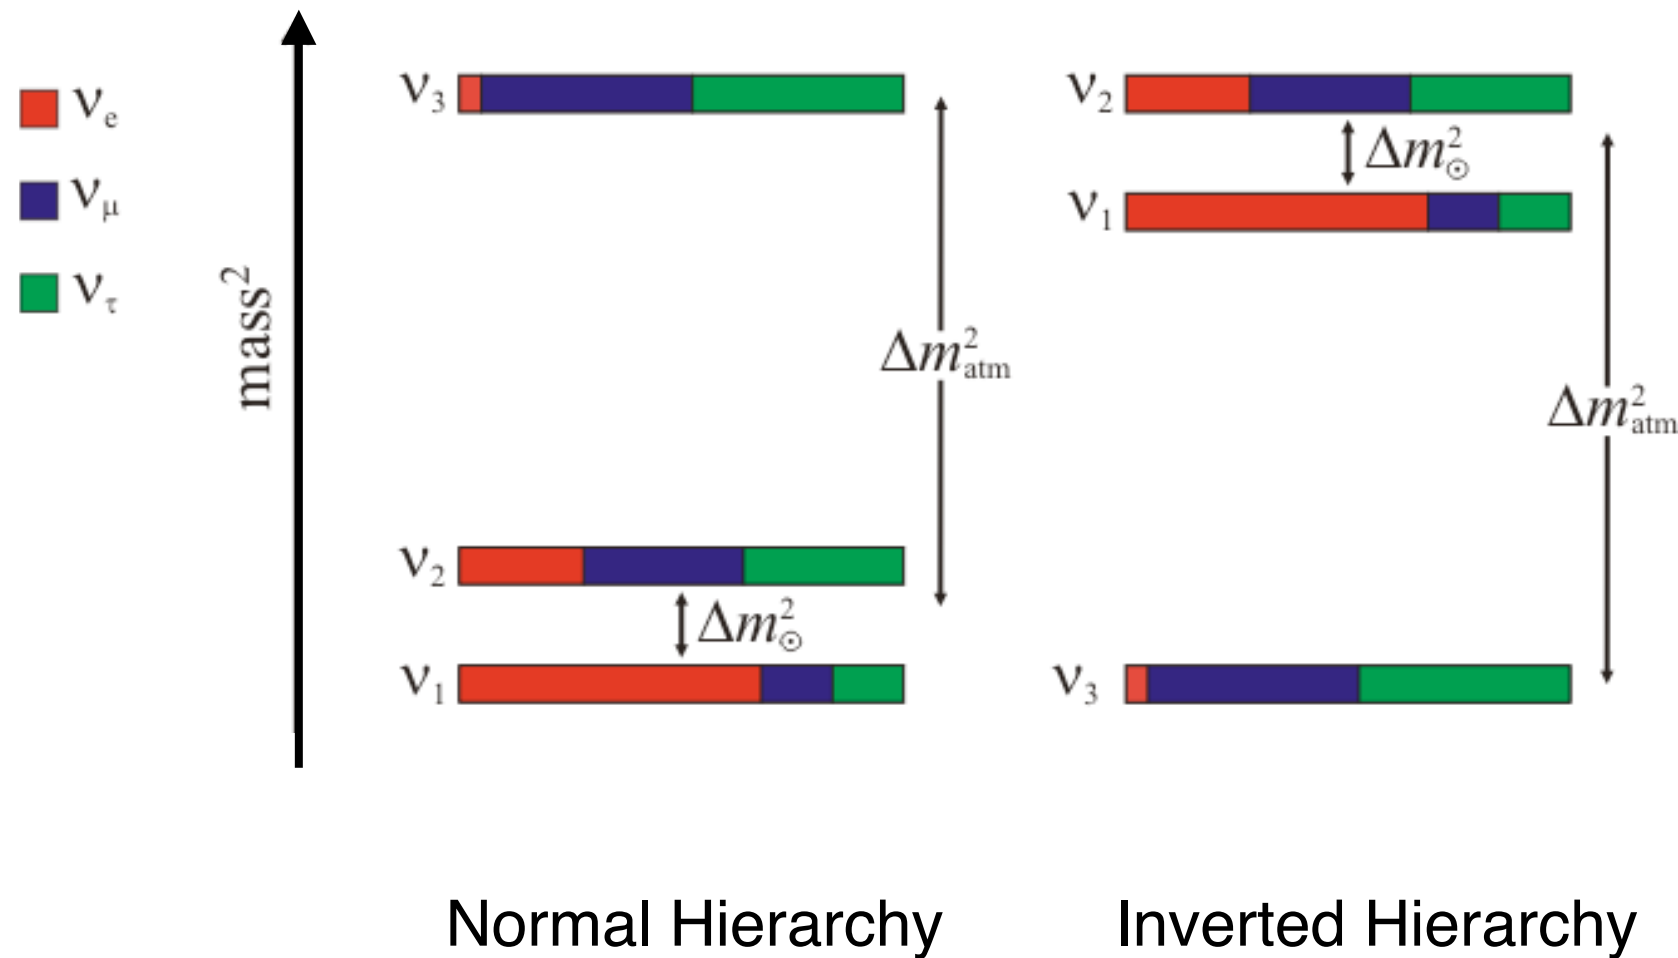 νe
νμ
ντ
mass²
ν₃
Δm²atm
ν₂
Δm²⊙
ν₁
Normal Hierarchy
ν₂
Δm²⊙
ν₁
Δm²atm
ν₃
Inverted Hierarchy